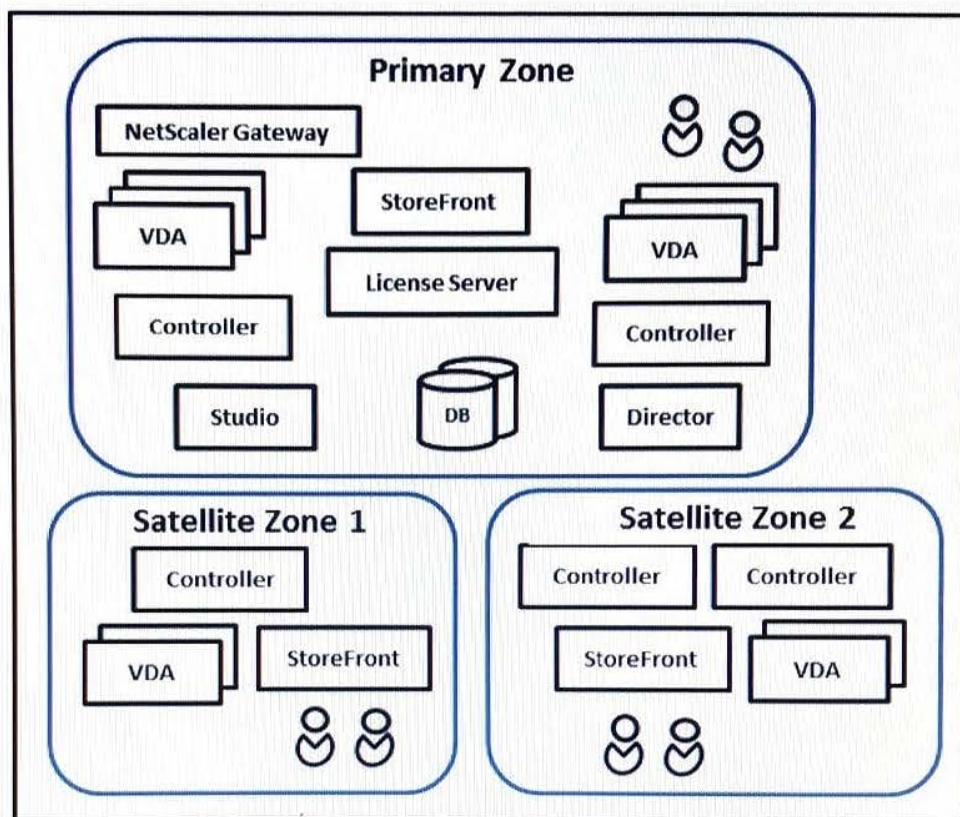 Primary Zone
NetScaler Gateway
StoreFront
VDA
VDA
License Server
Controller
Controller
Studio
DB
Director
Satellite Zone 1
Controller
VDA
StoreFront
Satellite Zone 2
Controller
Controller
StoreFront
VDA